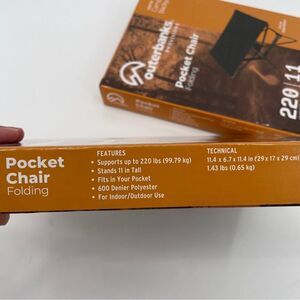 outerbanks
Pocket Chair
Folding
220 | 11
Pocket
Chair
Folding
FEATURES
• Supports up to 220 lbs (99.79 kg)
• Stands 11 in Tall
• Fits in Your Pocket
• 600 Denier Polyester
• For Indoor/Outdoor Use
TECHNICAL
11.4 x 6.7 x 11.4 in (29 x 17 x 29 cm)
1.43 lbs (0.65 kg)